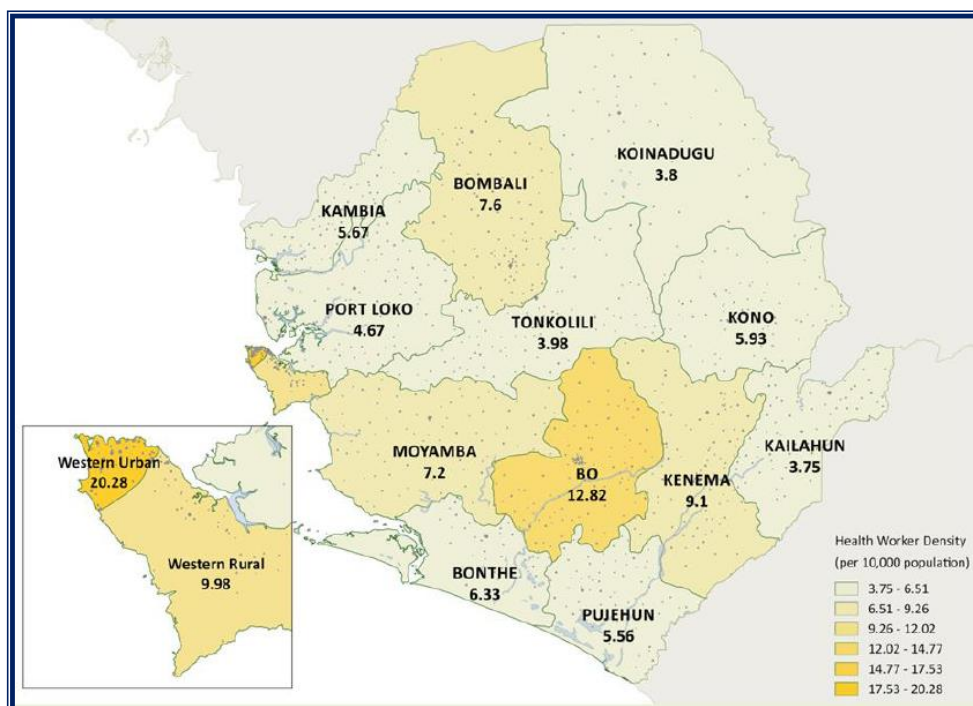 KOINADUGU
3.8
BOMBALI
7.6
KAMBIA
5.67
PORT LOKO
4.67
TONKOLILI
3.98
KONO
5.93
KAILAHUN
3.75
MOYAMBA
7.2
BO
12.82
KENEMA
9.1
Western Urban
20.28
Western Rural
9.98
BONTHE
6.33
PUJEHUN
5.56
Health Worker Density
(per 10,000 population)
3.75 - 6.51
6.51 - 9.26
9.26 - 12.02
12.02 - 14.77
14.77 - 17.53
17.53 - 20.28